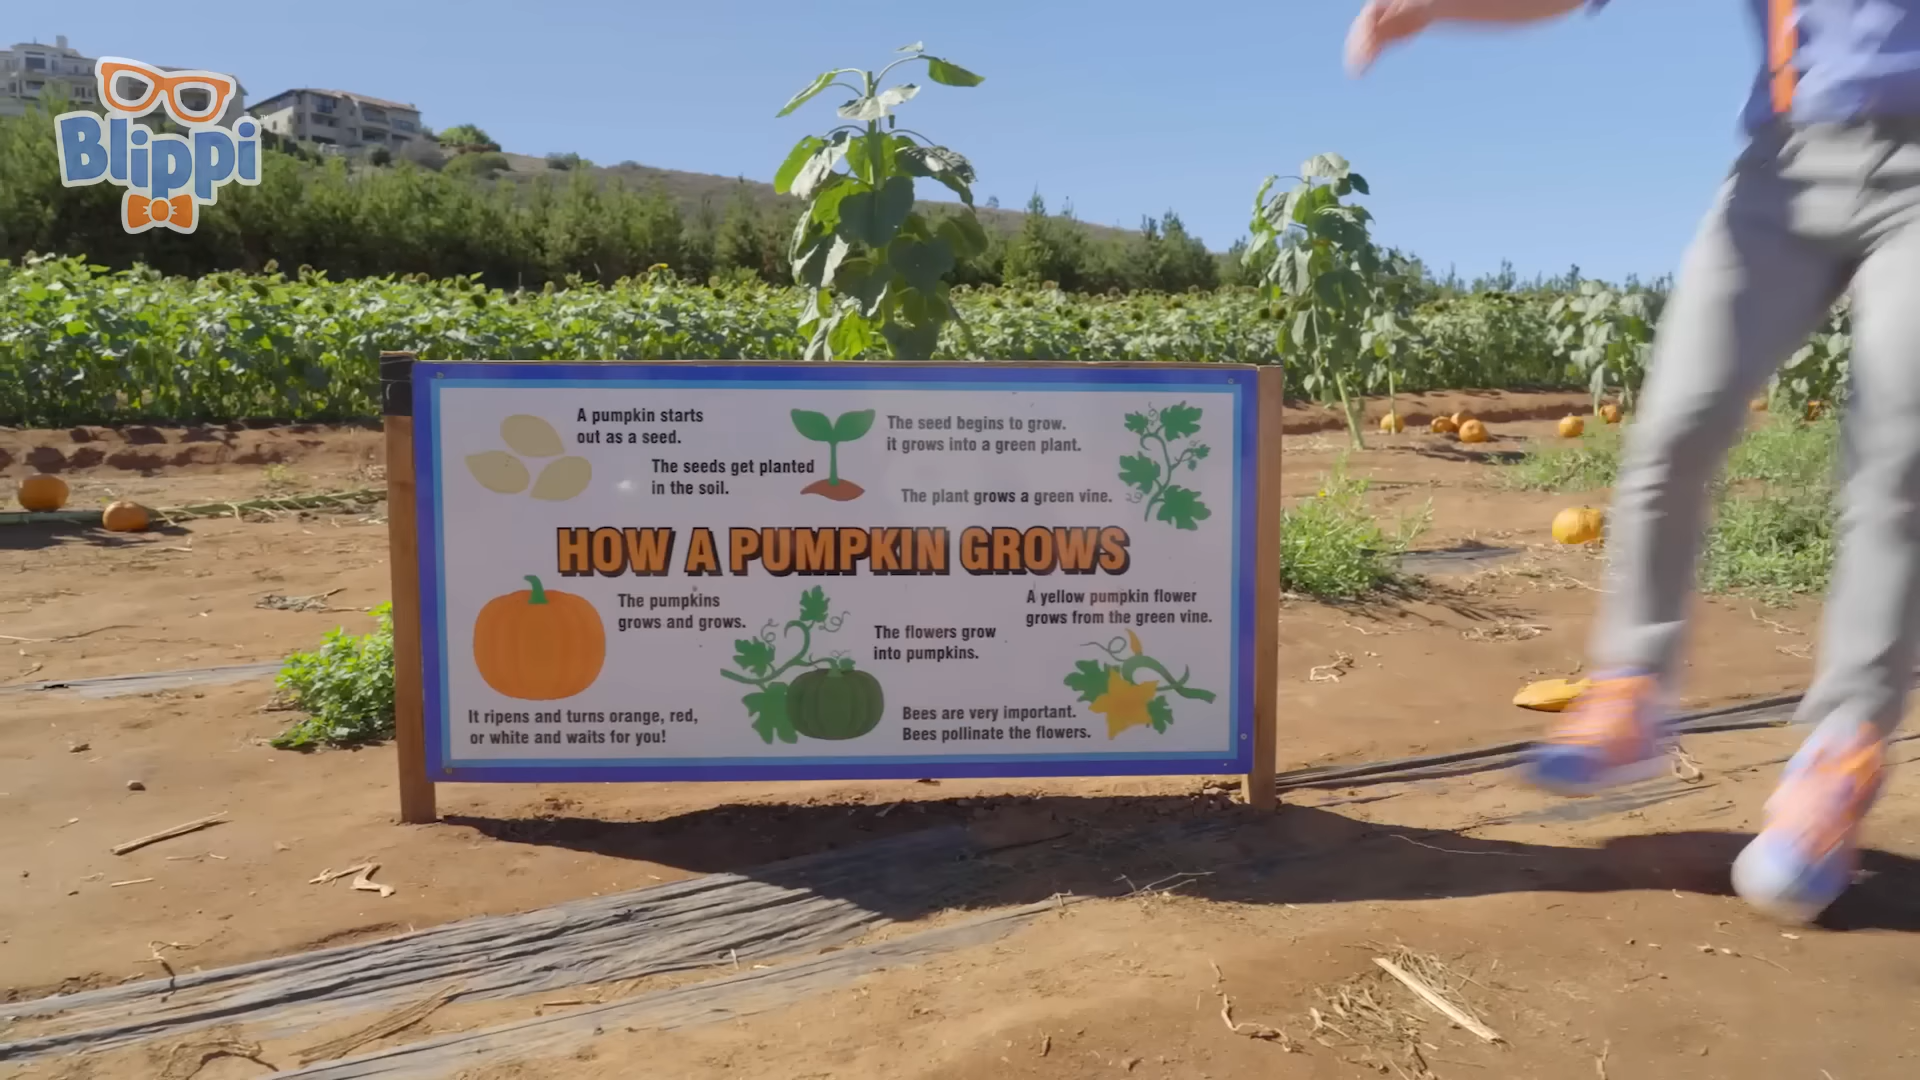 Blippi
A pumpkin starts
out as a seed.
The seeds get planted
in the soil.
The seed begins to grow.
it grows into a green plant.
The plant grows a green vine.
HOW A PUMPKIN GROWS
A yellow pumpkin flower
grows from the green vine.
Bees are very important.
Bees pollinate the flowers.
The flowers grow
into pumpkins.
The pumpkins
grows and grows.
It ripens and turns orange, red,
or white and waits for you!